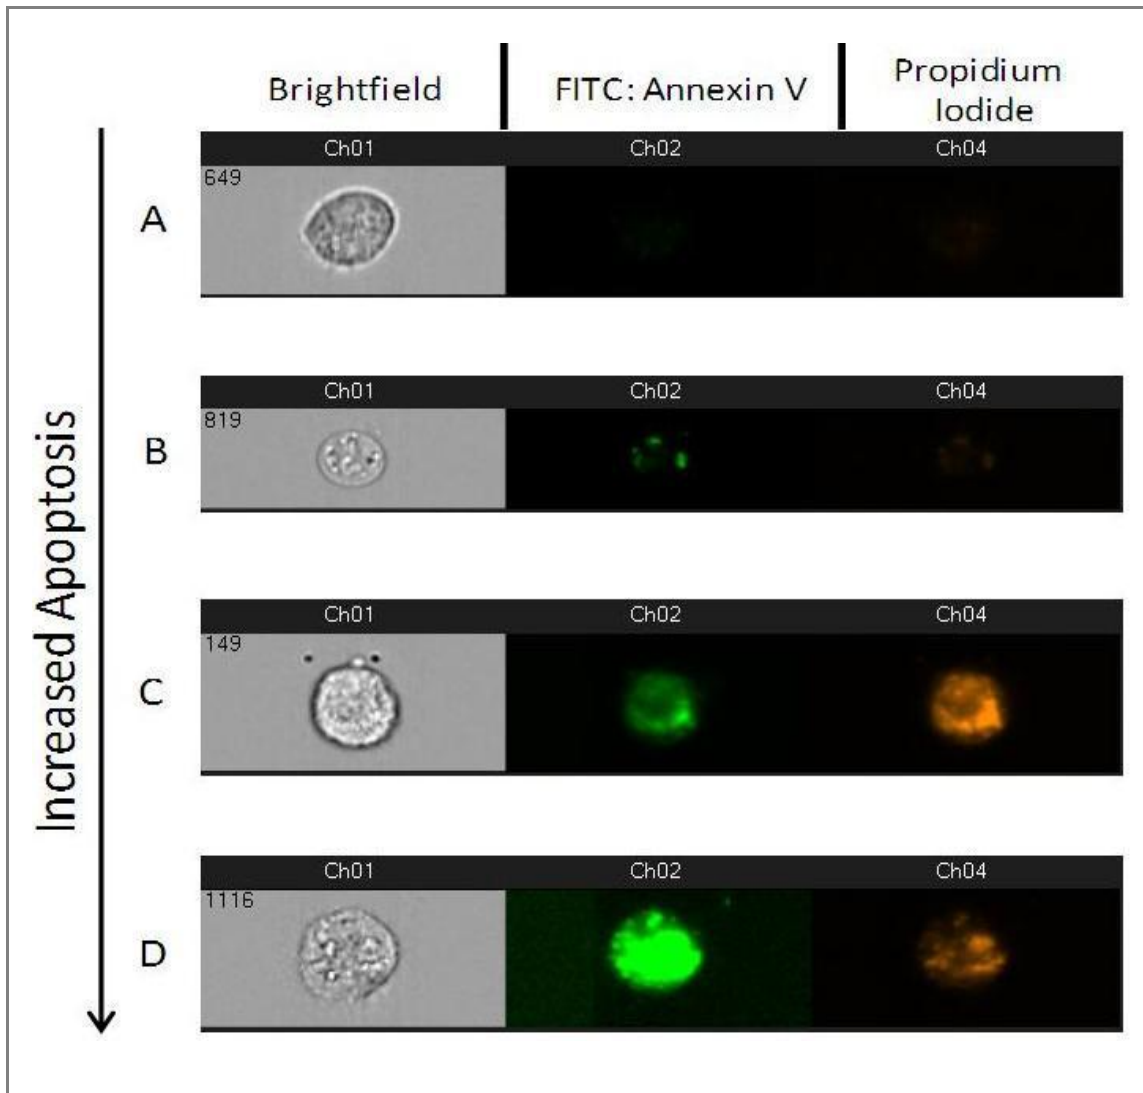 Brightfield
FITC: Annexin V
Propidium
Iodide
Increased Apoptosis
A
Ch01
Ch02
Ch04
649
B
Ch01
Ch02
Ch04
819
C
Ch01
Ch02
Ch04
149
D
Ch01
Ch02
Ch04
1116